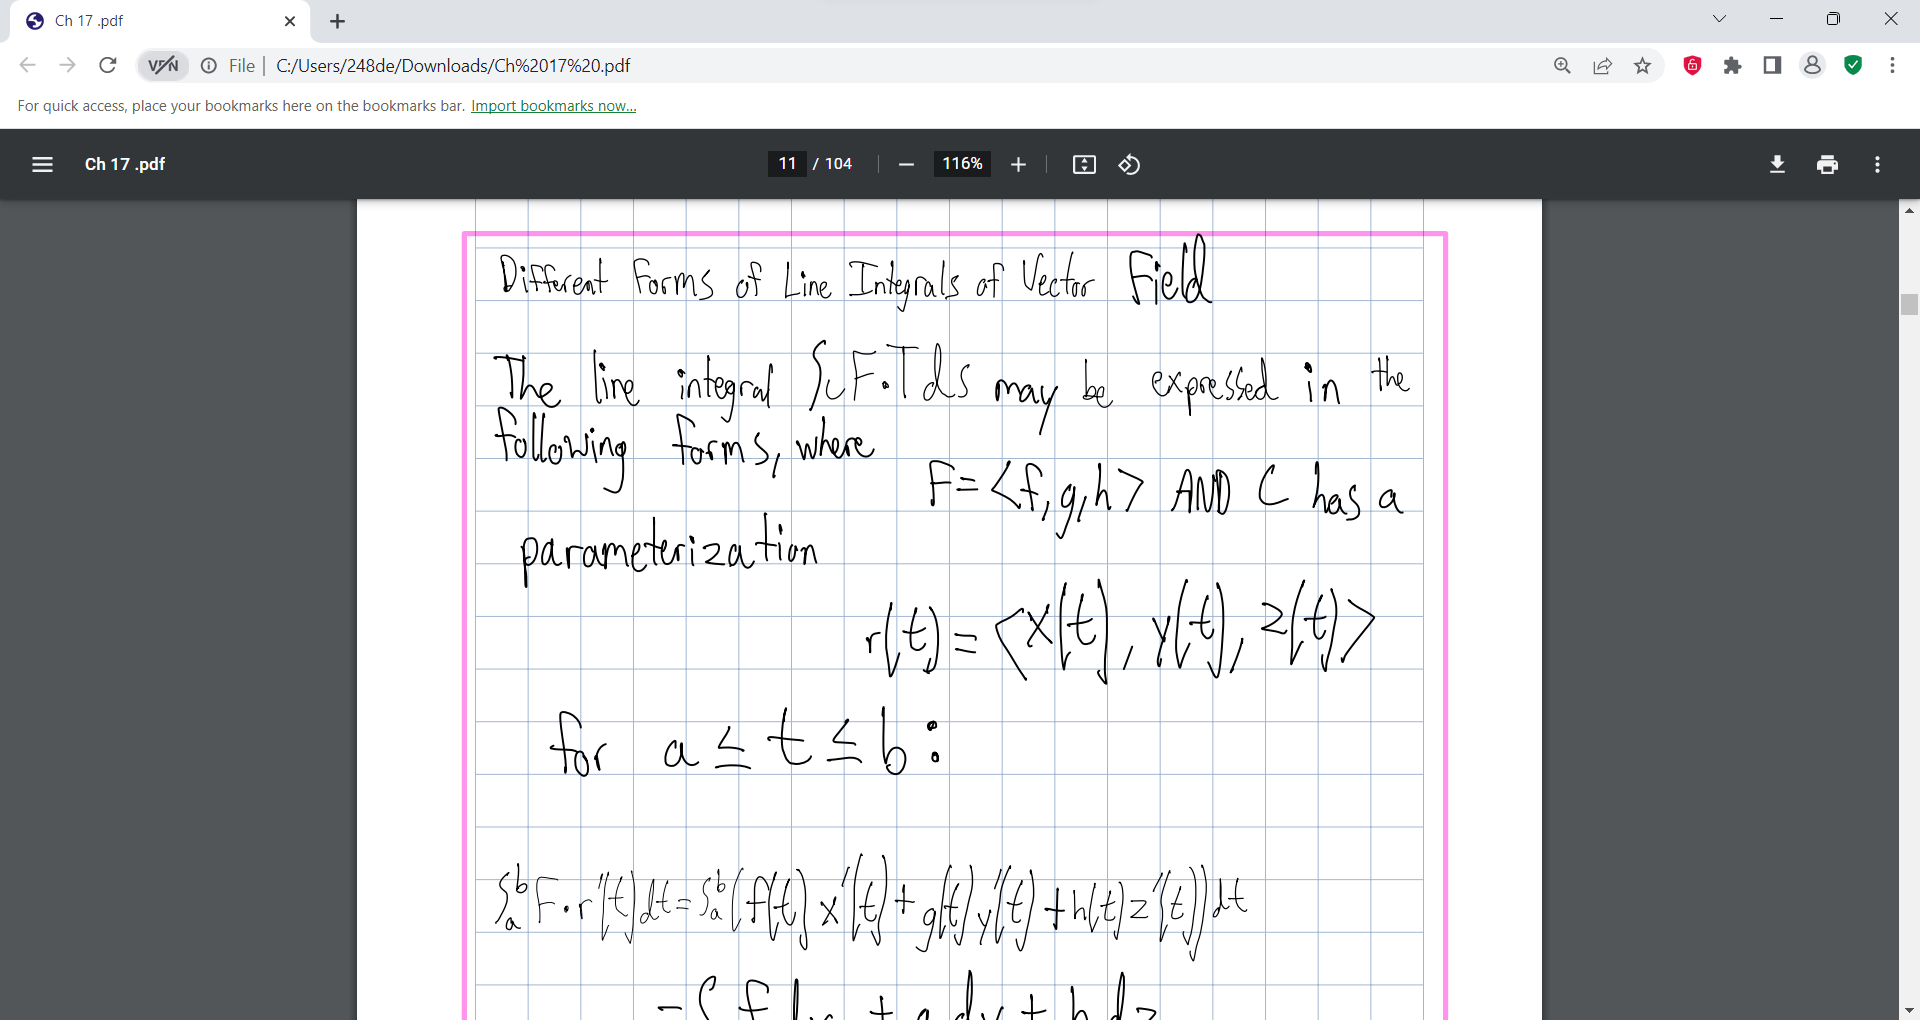 Ch 17 .pdf
VPN File C:/Users/248de/Downloads/Ch%2017%20.pdf
For quick access, place your bookmarks here on the bookmarks bar. Import bookmarks now...
Ch 17 .pdf 11 / 104 116%
Different Forms of Line Integrals of Vector Field
The line integral ∫c F·T ds may be expressed in the
following forms, where
F=<f,g,h> AND C has a
parameterization
r(t) = <x(t), y(t), z(t)>
for a ≤ t ≤ b:
∫ₐᵇ F·r'(t)dt = ∫ₐᵇ(f(t)x'(t)+g(t)y'(t)+h(t)z'(t))dt